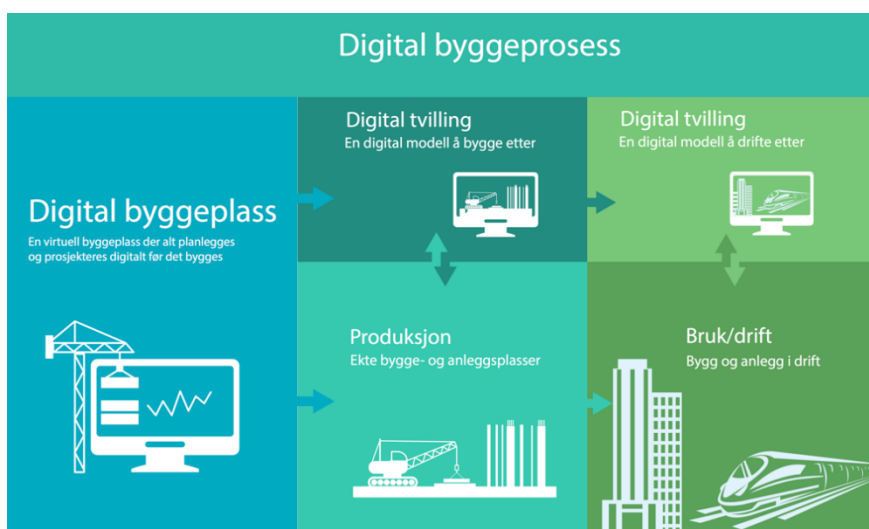 Digital byggeprosess
Digital byggeplass
En virtuell byggeplass der alt planlegges
og prosjekteres digitalt før det bygges
Digital tvilling
En digital modell å bygge etter
Digital tvilling
En digital modell å drifte etter
Produksjon
Ekte bygge- og anleggsplasser
Bruk/drift
Bygg og anlegg i drift